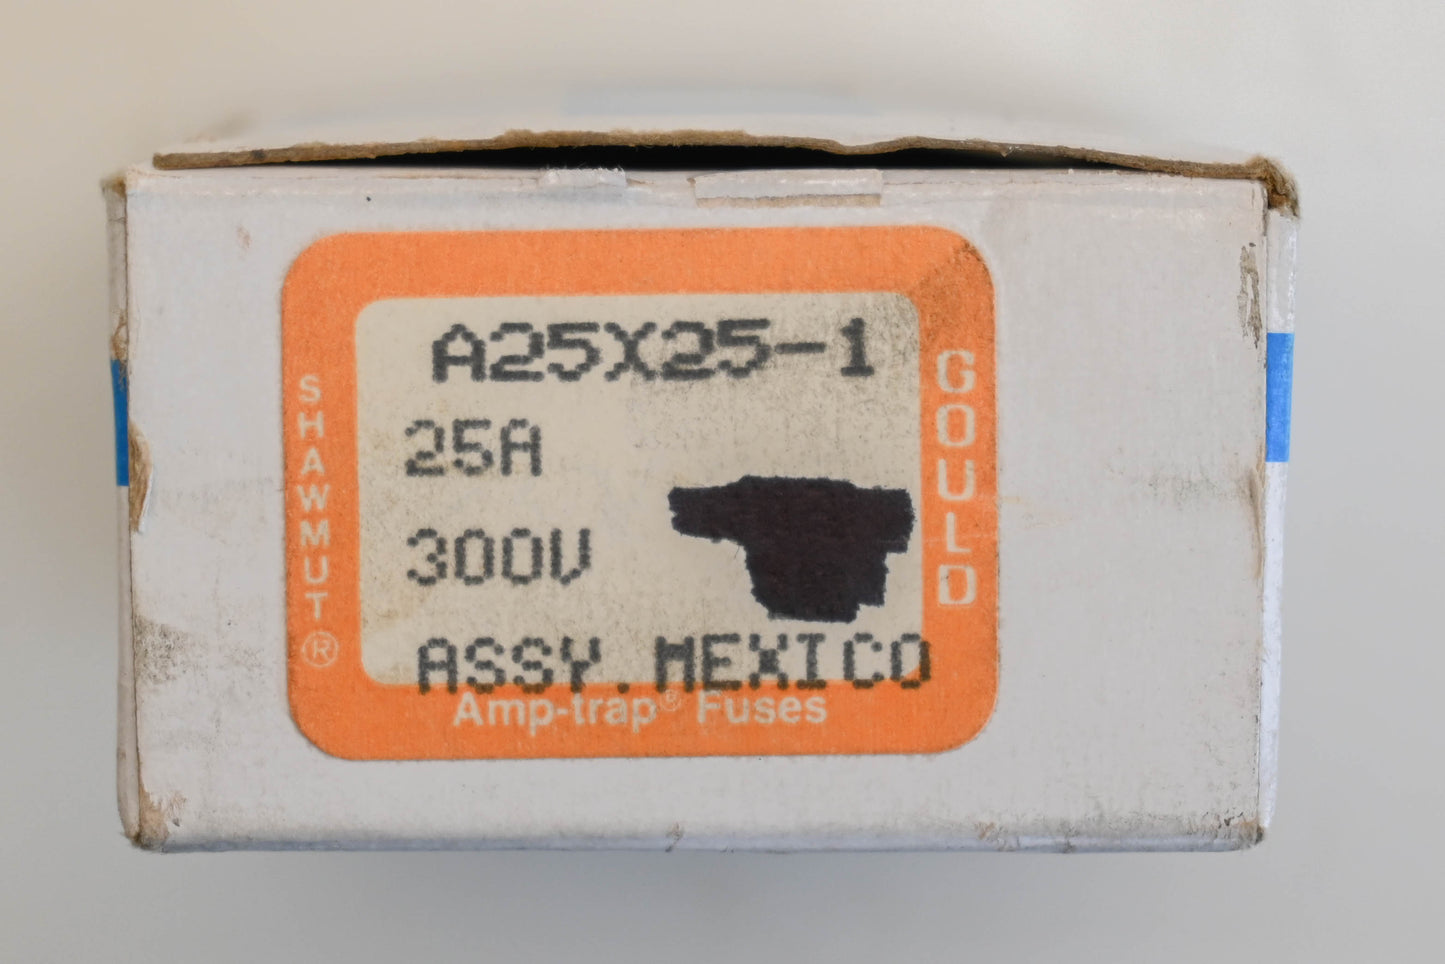 A25X25-1
25A
300V
ASSY.MEXICO
SHAWMUT®
GOULD
Amp-trap® Fuses